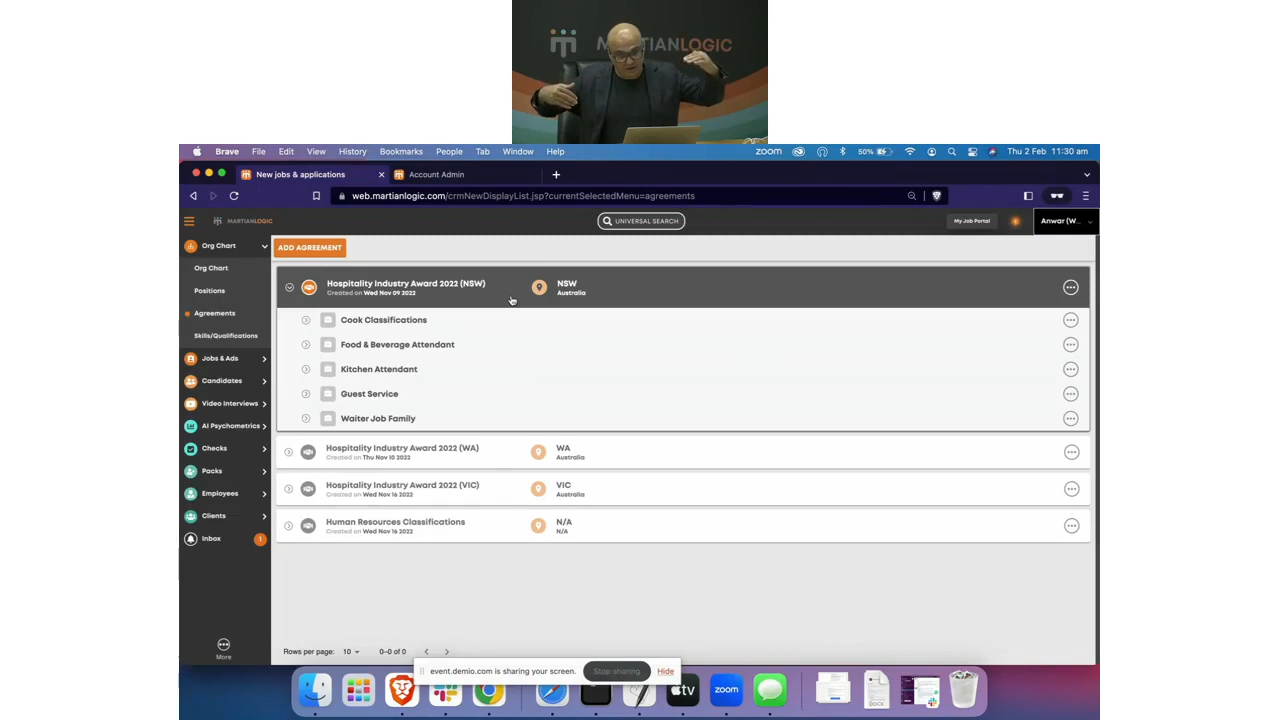 MARTIANLOGIC
Brave File Edit View History Bookmarks People Tab Window Help zoom 50% Thu 2 Feb 11:30 am
New jobs & applications Account Admin
web.martianlogic.com/crmNewDisplayList.jsp?currentSelectedMenu=agreements
MARTIANLOGIC UNIVERSAL SEARCH My Job Portal Anwar (W...
Org Chart
Org Chart
Positions
Agreements
Skills/Qualifications
Jobs & Ads
Candidates
Video Interviews
AI Psychometrics
Checks
Packs
Employees
Clients
Inbox 1
More
ADD AGREEMENT
Hospitality Industry Award 2022 (NSW) NSW
Created on Wed Nov 09 2022 Australia
Cook Classifications
Food & Beverage Attendant
Kitchen Attendant
Guest Service
Waiter Job Family
Hospitality Industry Award 2022 (WA) WA
Created on Thu Nov 10 2022 Australia
Hospitality Industry Award 2022 (VIC) VIC
Created on Wed Nov 16 2022 Australia
Human Resources Classifications N/A
Created on Wed Nov 16 2022 N/A
Rows per page: 10 0–0 of 0
event.demio.com is sharing your screen. Stop sharing Hide
tv zoom